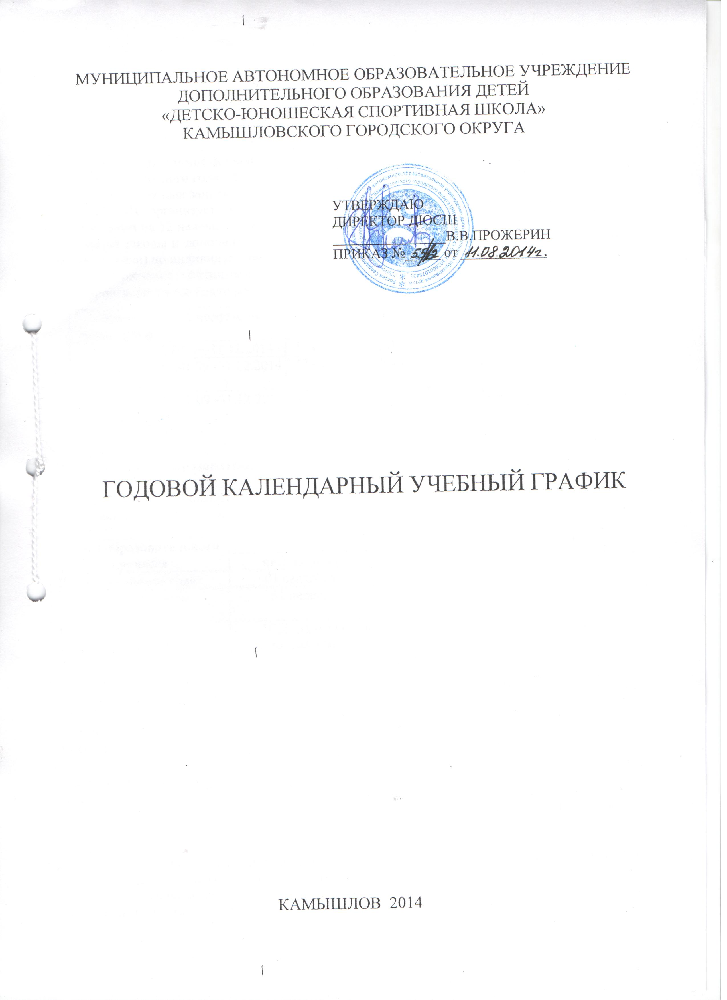 МУНИЦИПАЛЬНОЕ АВТОНОМНОЕ ОБРАЗОВАТЕЛЬНОЕ УЧРЕЖДЕНИЕ
ДОПОЛНИТЕЛЬНОГО ОБРАЗОВАНИЯ ДЕТЕЙ
«ДЕТСКО-ЮНОШЕСКАЯ СПОРТИВНАЯ ШКОЛА»
КАМЫШЛОВСКОГО ГОРОДСКОГО ОКРУГА
УТВЕРЖДАЮ
ДИРЕКТОР ДЮСШ
В.В.ПРОЖЕРИН
ПРИКАЗ № 55/2 от 11.08.2014г.
ГОДОВОЙ КАЛЕНДАРНЫЙ УЧЕБНЫЙ ГРАФИК
КАМЫШЛОВ 2014